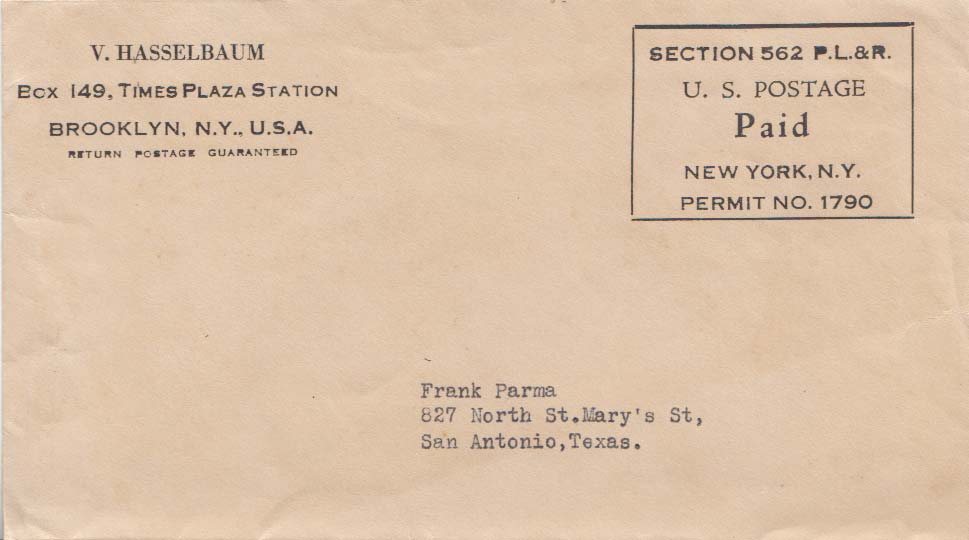 V. HASSELBAUM
BOX 149, TIMES PLAZA STATION
BROOKLYN, N.Y., U.S.A.
RETURN POSTAGE GUARANTEED
SECTION 562 P.L.&R.
U. S. POSTAGE
Paid
NEW YORK, N.Y.
PERMIT NO. 1790
Frank Parma
827 North St.Mary's St,
San Antonio,Texas.